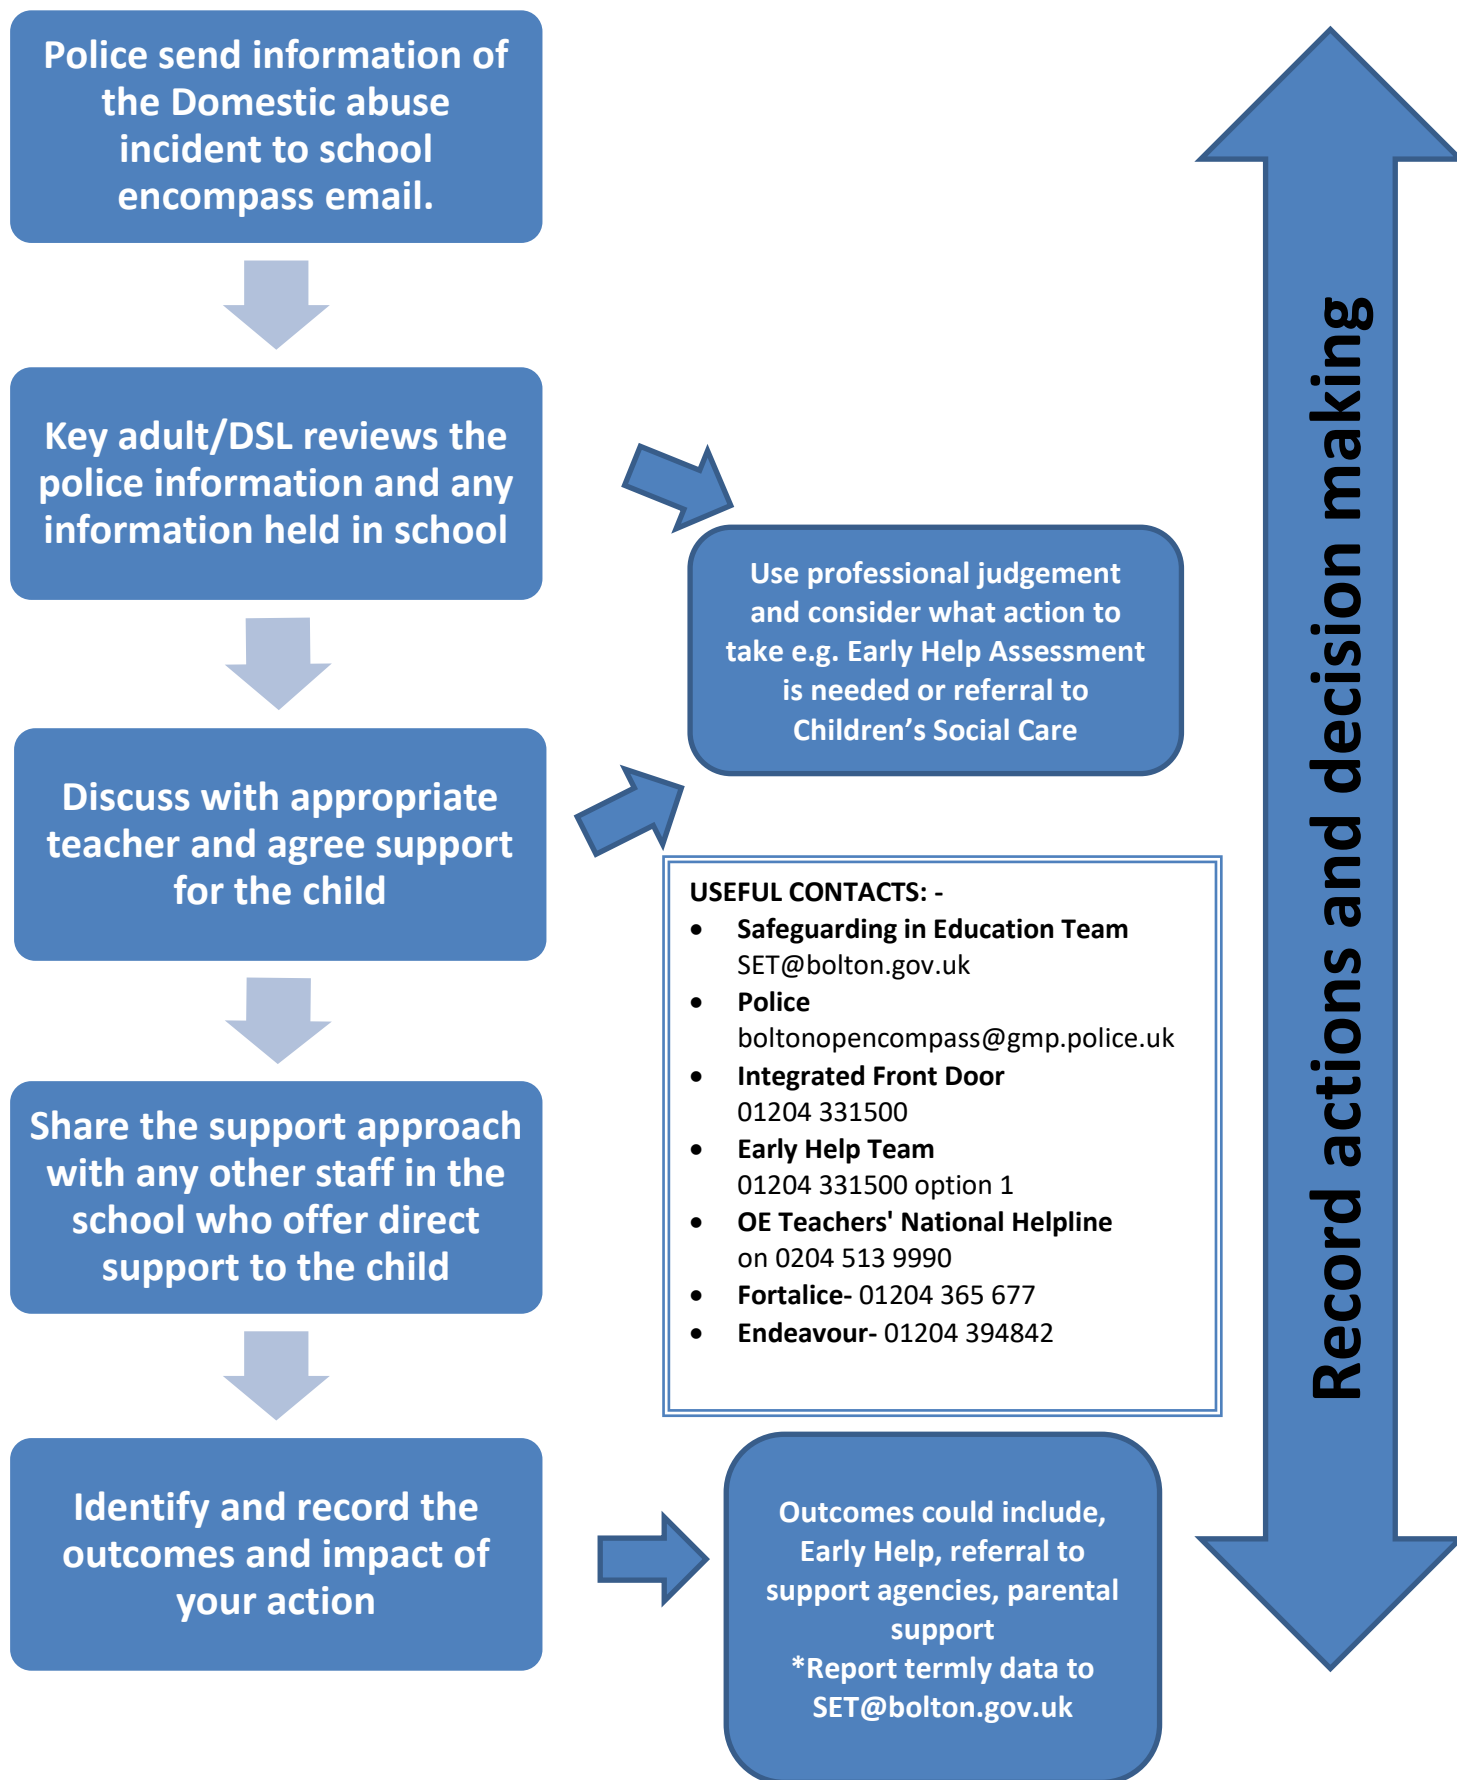 Police send information of
the Domestic abuse
incident to school
encompass email.
Key adult/DSL reviews the
police information and any
information held in school
Use professional judgement
and consider what action to
take e.g. Early Help Assessment
is needed or referral to
Children’s Social Care
Discuss with appropriate
teacher and agree support
for the child
USEFUL CONTACTS: -
• Safeguarding in Education Team
SET@bolton.gov.uk
• Police
boltonopencompass@gmp.police.uk
• Integrated Front Door
01204 331500
• Early Help Team
01204 331500 option 1
• OE Teachers' National Helpline
on 0204 513 9990
• Fortalice- 01204 365 677
• Endeavour- 01204 394842
Share the support approach
with any other staff in the
school who offer direct
support to the child
Identify and record the
outcomes and impact of
your action
Outcomes could include,
Early Help, referral to
support agencies, parental
support
*Report termly data to
SET@bolton.gov.uk
Record actions and decision making